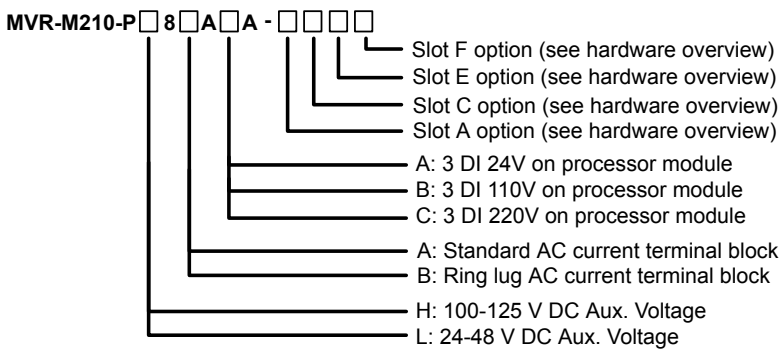 MVR-M210-P□8□A□A-□□□□
Slot F option (see hardware overview)
Slot E option (see hardware overview)
Slot C option (see hardware overview)
Slot A option (see hardware overview)
A: 3 DI 24V on processor module
B: 3 DI 110V on processor module
C: 3 DI 220V on processor module
A: Standard AC current terminal block
B: Ring lug AC current terminal block
H: 100-125 V DC Aux. Voltage
L: 24-48 V DC Aux. Voltage